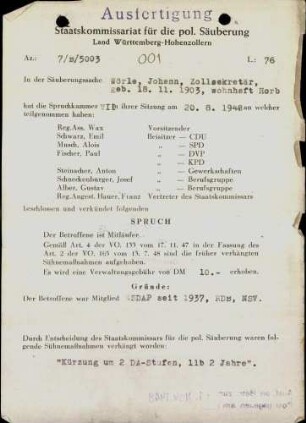 Ausfertigung
Staatskommissariat für die pol. Säuberung
Land Württemberg-Hohenzollern
Az.: 7/Z/5003 001 L: 76
In der Säuberungssache Mörle, Johann, Zollsekretär,
geb. 18. 11. 1903, wohnhaft Horb
hat die Spruchkammer VID ihrer Sitzung am 20. 8. 1948 an welcher
teilgenommen haben:
Reg.Ass. Wax Vorsitzender
Schwarz, Emil Beisitzer — CDU
Musch, Alois „ — SPD
Fischer, Paul „ — DVP
„ — KPD
Steinacher, Anton „ — Gewerkschaften
Schneckenburger, Josef „ — Berufsgruppe
Alber, Gustav „ — Berufsgruppe
Reg.Angest. Hauer, Franz Vertreter des Staatskommissars
beschlossen und verkündet folgenden
SPRUCH
Der Betroffene ist Mitläufer.
Gemäß Art. 4 der VO. 133 vom 17. 11. 47 in der Fassung des
Art. 2 der VO. 165 vom 13. 7. 48 sind die früher verhängten
Sühnemaßnahmen aufgehoben.
Es wird eine Verwaltungsgebühr von DM 10.- erhoben.
Gründe:
Der Betroffene war Mitglied NSDAP seit 1937, RDB, NSV.
Durch Entscheidung des Staatskommissars für die pol. Säuberung waren fol-
gende Sühnemaßnahmen verhängt worden:
"Kürzung um 2 DA-Stufen, 11b 2 Jahre".